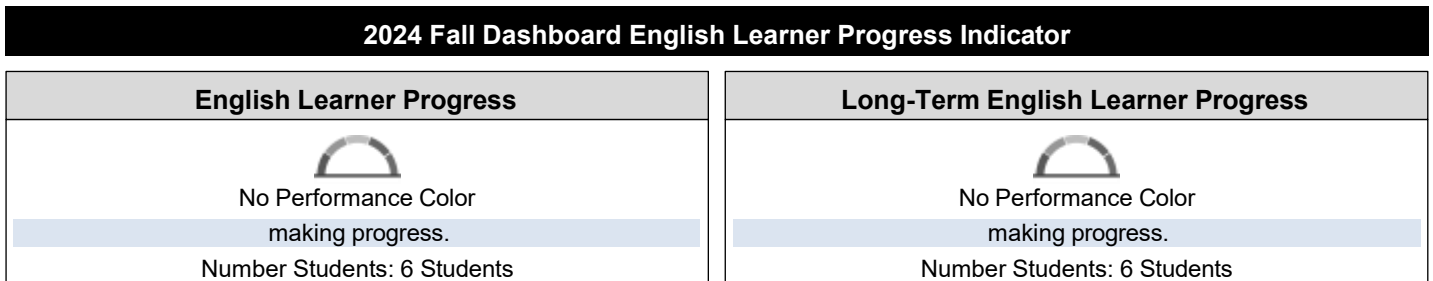 2024 Fall Dashboard English Learner Progress Indicator
English Learner Progress
No Performance Color
making progress.
Number Students: 6 Students
Long-Term English Learner Progress
No Performance Color
making progress.
Number Students: 6 Students